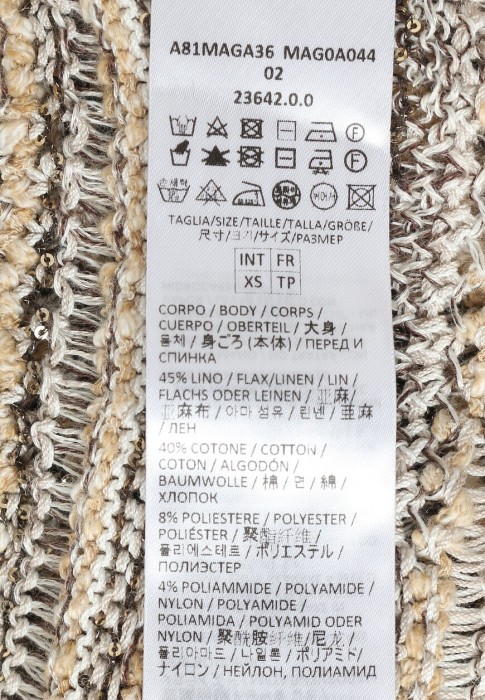 A81MAGA36 MAG0A044
02
23642.0.0
TAGLIA/SIZE/TAILLE/TALLA/GRÖßE/
尺寸/크기/サイズ/РАЗМЕР
INT FR
XS TP
CORPO / BODY / CORPS /
CUERPO / OBERTEIL / 大身 /
몸체 / 身ごろ (本体) / ПЕРЕД И
СПИНКА
45% LINO / FLAX/LINEN / LIN /
FLACHS ODER LEINEN / 亚麻/
亚麻布 / 아마 섬유 / 린넨 / 亜麻
/ ЛЕН
40% COTONE / COTTON /
COTON / ALGODÓN /
BAUMWOLLE / 棉 / 면 / 綿 /
ХЛОПОК
8% POLIESTERE / POLYESTER /
POLIÉSTER / 聚酯纤维 /
폴리에스테르 / ポリエステル /
ПОЛИЭСТЕР
4% POLIAMMIDE / POLYAMIDE /
NYLON / POLYAMIDE /
POLIAMIDA / POLYAMID ODER
NYLON / 聚酰胺纤维/尼龙 /
폴리아마드 / 나일론 / ポリアミド/
ナイロン / НЕЙЛОН, ПОЛИАМИД